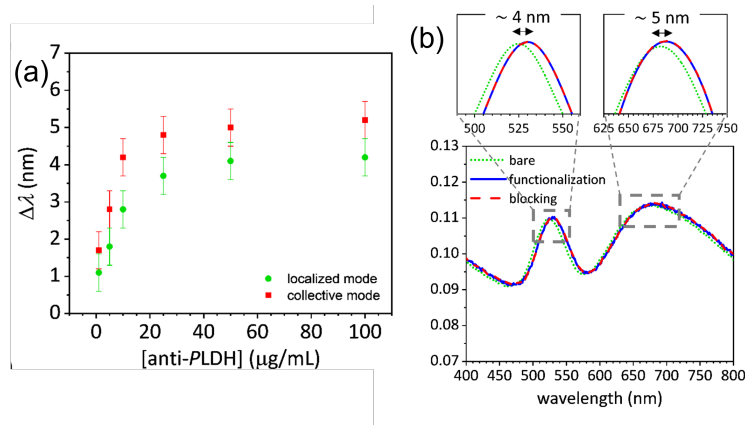 ~ 4 nm
~ 5 nm
(b)
500 530 560
625 650 675 700 725 750
(a)
7
6
5
4
3
2
1
0
Δλ (nm)
localized mode
collective mode
0 20 40 60 80 100
[anti-PLDH] (μg/mL)
bare
functionalization
blocking
0.13
0.12
0.11
0.10
0.09
0.08
0.07
400 450 500 550 600 650 700 750 800
wavelength (nm)